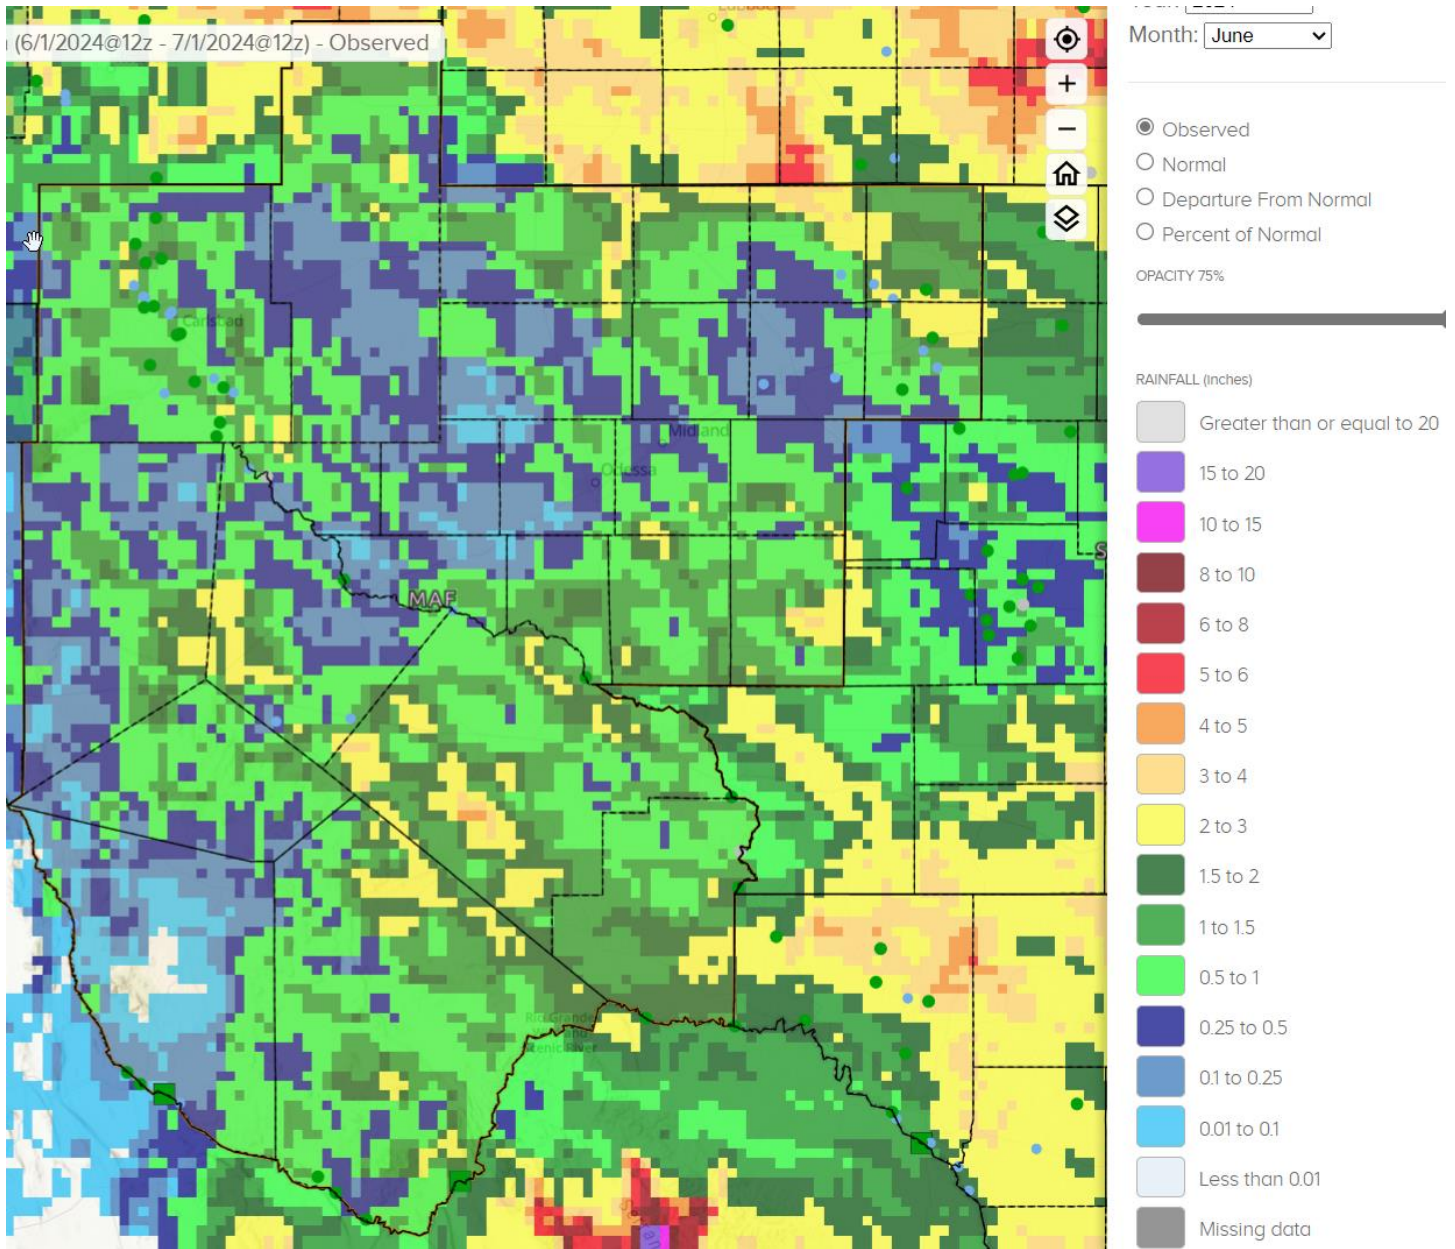 (6/1/2024@12z - 7/1/2024@12z) - Observed
Month: June
Observed
Normal
Departure From Normal
Percent of Normal
OPACITY 75%
RAINFALL (inches)
Greater than or equal to 20
15 to 20
10 to 15
8 to 10
6 to 8
5 to 6
4 to 5
3 to 4
2 to 3
1.5 to 2
1 to 1.5
0.5 to 1
0.25 to 0.5
0.1 to 0.25
0.01 to 0.1
Less than 0.01
Missing data
Carlsbad
Midland
Odessa
MAF
Rio Grande
Scenic River